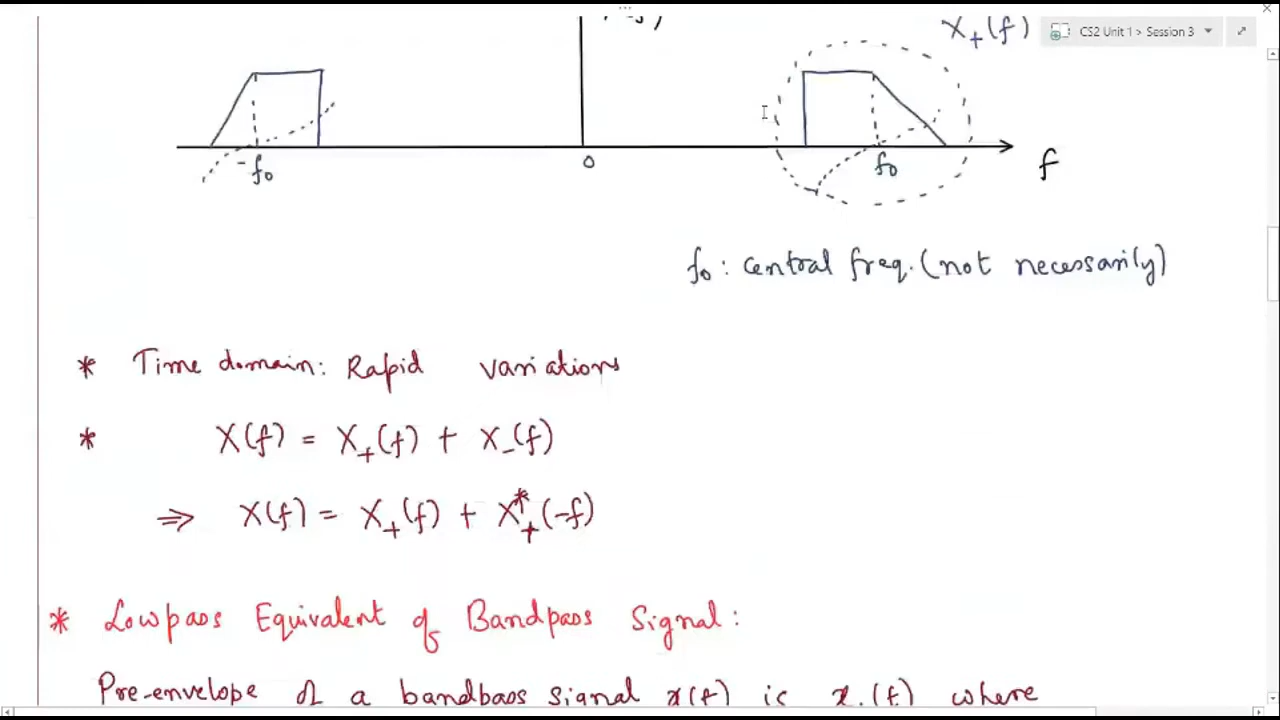 X₊(f)
CS2 Unit 1 > Session 3
-f₀
0
f₀
f
f₀ : central freq. (not necessarily)
* Time domain: Rapid variations
* X(f) = X₊(f) + X₋(f)
⇒ X(f) = X₊(f) + X₊*(-f)
* Lowpass Equivalent of Bandpass Signal :
Pre-envelope of a bandpass signal x(t) is x₊(t) where